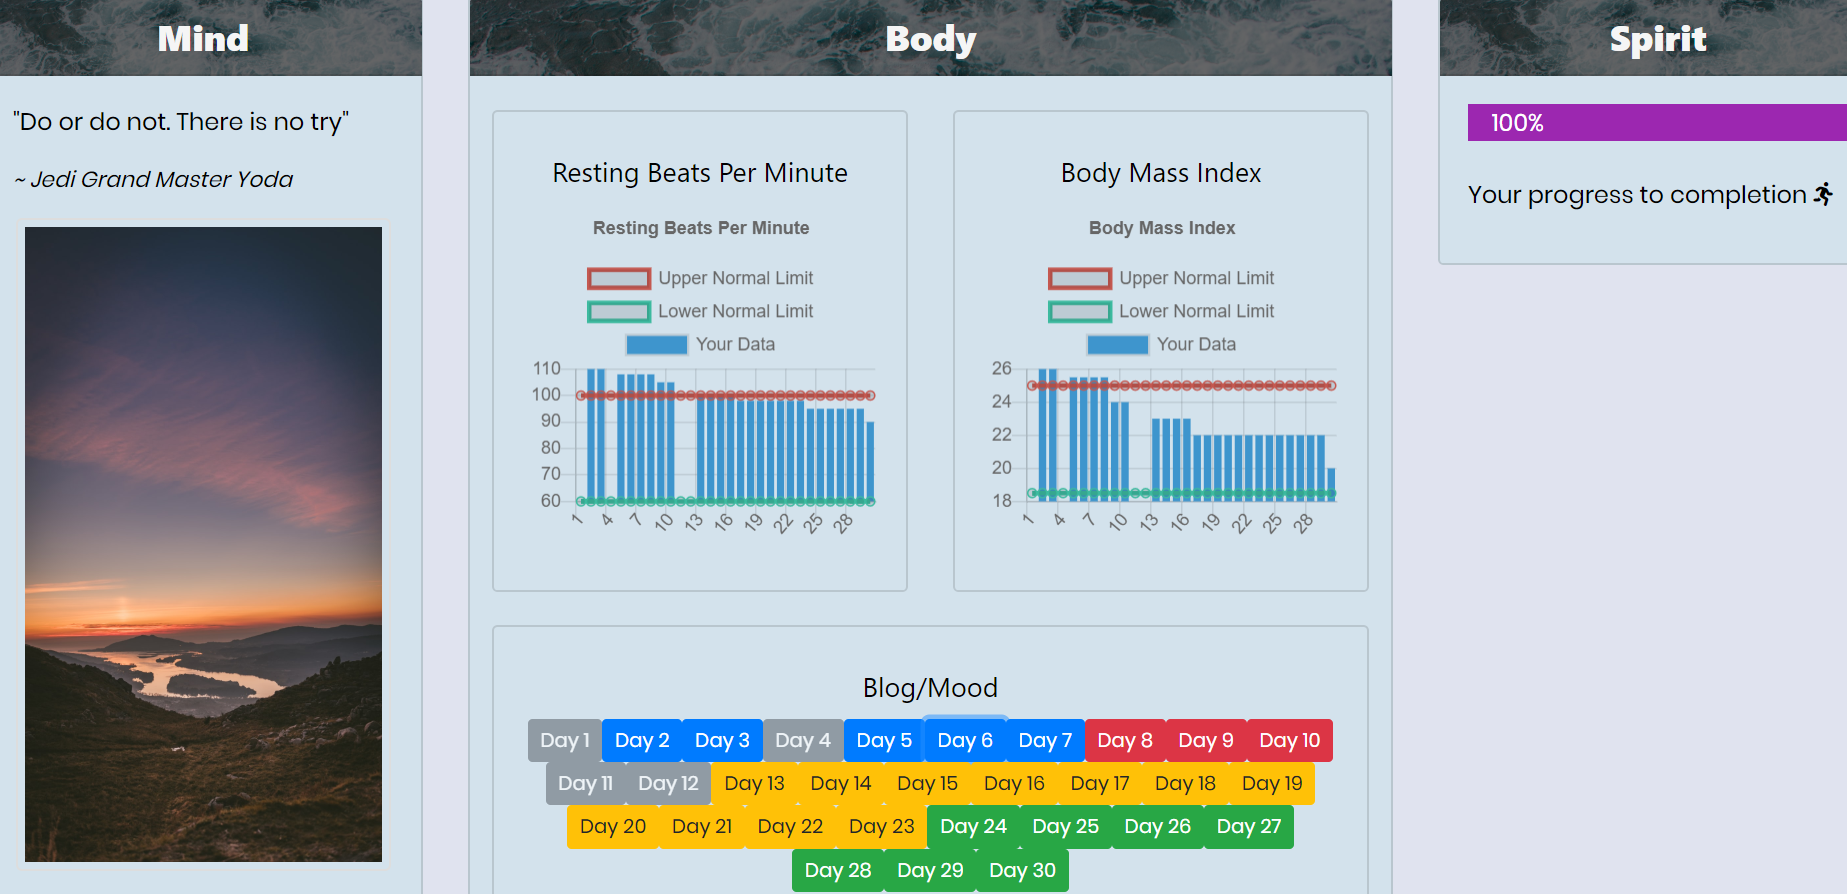 Mind
"Do or do not. There is no try"
~ Jedi Grand Master Yoda
Body
Resting Beats Per Minute
Resting Beats Per Minute
Upper Normal Limit
Lower Normal Limit
Your Data
110
100
90
80
70
60
1 4 7 10 13 16 19 22 25 28
Body Mass Index
Body Mass Index
Upper Normal Limit
Lower Normal Limit
Your Data
26
24
22
20
18
1 4 7 10 13 16 19 22 25 28
Blog/Mood
Day 1 Day 2 Day 3 Day 4 Day 5 Day 6 Day 7 Day 8 Day 9 Day 10
Day 11 Day 12 Day 13 Day 14 Day 15 Day 16 Day 17 Day 18 Day 19
Day 20 Day 21 Day 22 Day 23 Day 24 Day 25 Day 26 Day 27
Day 28 Day 29 Day 30
Spirit
100%
Your progress to completion